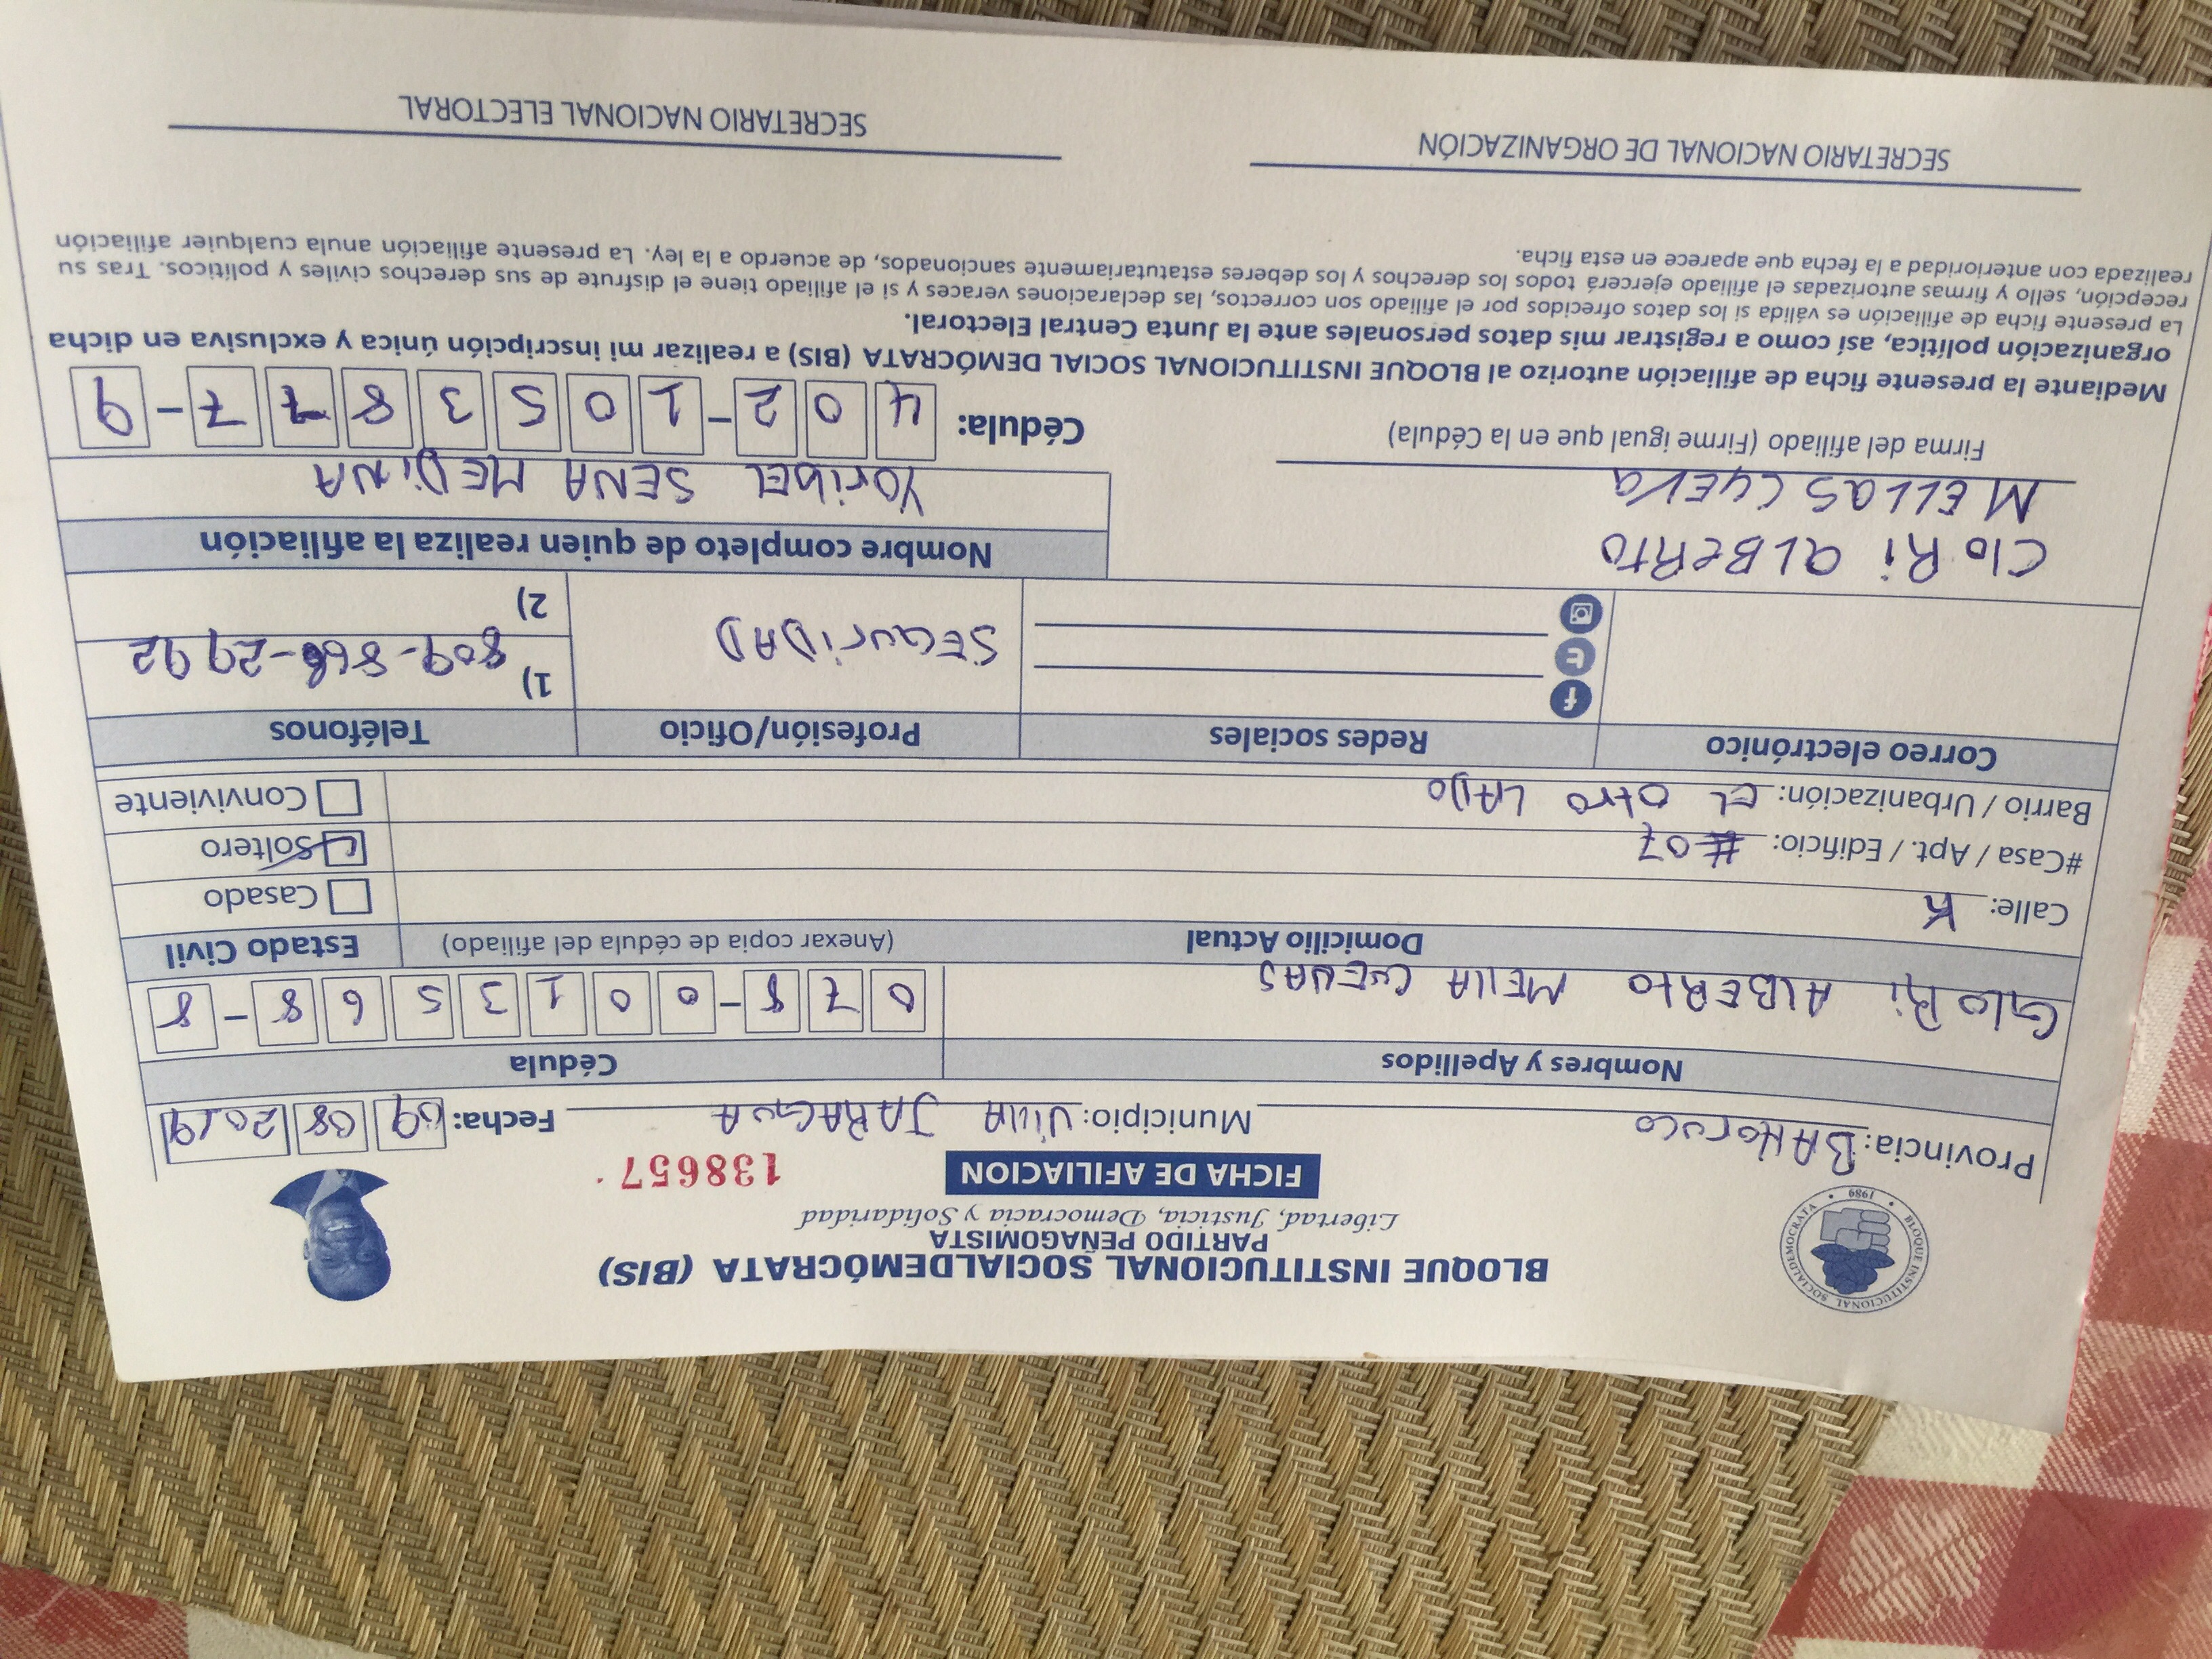 BLOQUE INSTITUCIONAL SOCIALDEMÓCRATA (BIS)
PARTIDO PEÑAGOMISTA
Libertad, Justicia, Democracia y Solidaridad
FICHA DE AFILIACION
138657
BLOQUE INSTITUCIONAL SOCIALDEMOCRATA
1989
Provincia: BAHoruco Municipio: VillA JARAGUA Fecha: 09 08 2019
Nombres y Apellidos Cédula
GloRi ALBERto MEllA CUEVAS 078-0013568-8
Domicilio Actual (Anexar copia de cédula del afiliado) Estado Civil
Calle: K Casado
#Casa / Apt. / Edificio: #07 Soltero
Barrio / Urbanización: EL otro LADO Conviviente
Correo electrónico Redes sociales Profesión/Oficio Teléfonos
SEGuriDAD 1) 809-866-2992
2)
CloRi aLBeRto
MELLaS CUEVa
Firma del afiliado (Firme igual que en la Cédula)
Nombre completo de quien realiza la afiliación
YoribEL SENA MEDiNA
Cédula: 402-1053877-9
Mediante la presente ficha de afiliación autorizo al BLOQUE INSTITUCIONAL SOCIAL DEMÓCRATA (BIS) a realizar mi inscripción única y exclusiva en dicha
organización política, así como a registrar mis datos personales ante la Junta Central Electoral.
La presente ficha de afiliación es válida si los datos ofrecidos por el afiliado son correctos, las declaraciones veraces y si el afiliado tiene el disfrute de sus derechos civiles y políticos. Tras su
recepción, sello y firmas autorizadas el afiliado ejercerá todos los derechos y los deberes estatutariamente sancionados, de acuerdo a la ley. La presente afiliación anula cualquier afiliación
realizada con anterioridad a la fecha que aparece en esta ficha.
SECRETARIO NACIONAL DE ORGANIZACIÓN
SECRETARIO NACIONAL ELECTORAL